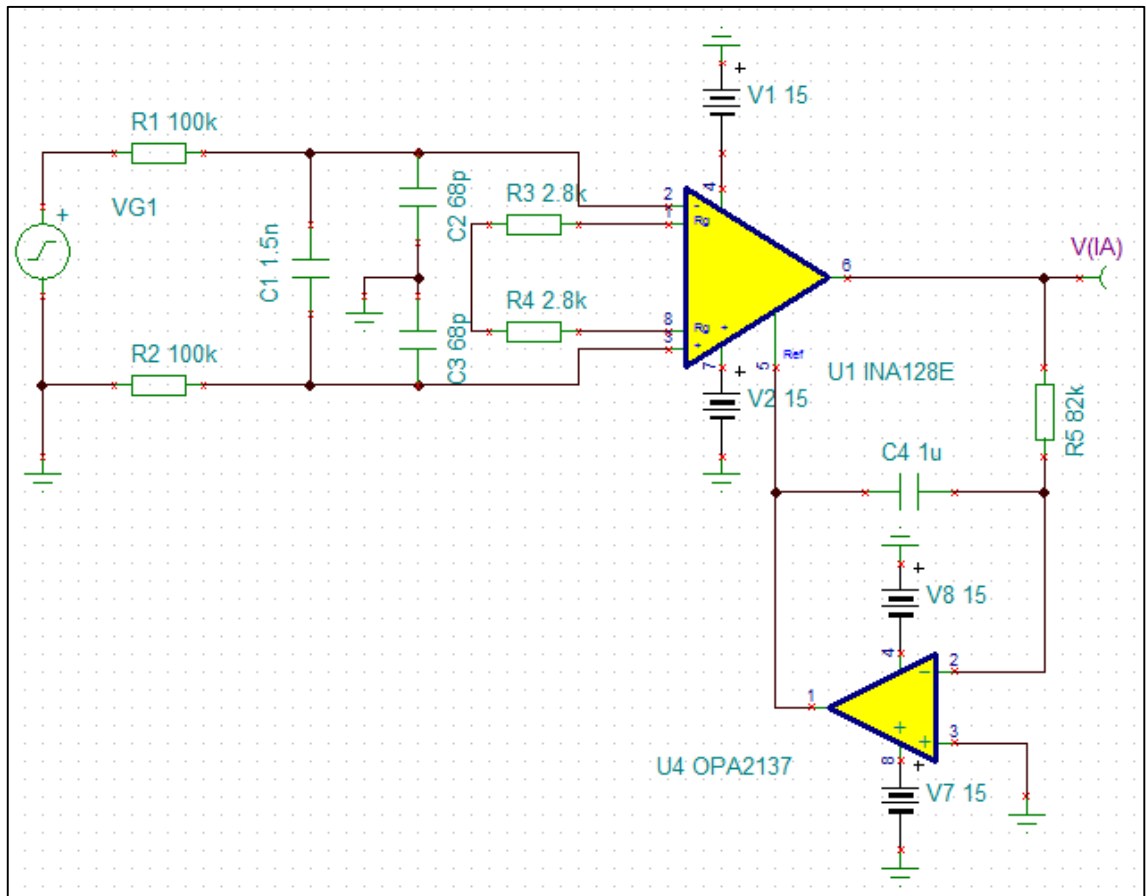 V1 15
4
R1 100k
VG1
+
C1 1.5n
C2 68p
R3 2.8k
2
-
1
Rg
6
V(IA)
R4 2.8k
8
Rg
+
3
+
C3 68p
R2 100k
7
+
V2 15
5
Ref
U1 INA128E
R5 82k
C4 1u
+
V8 15
4
2
-
1
+
+
3
8
U4 OPA2137
+
V7 15